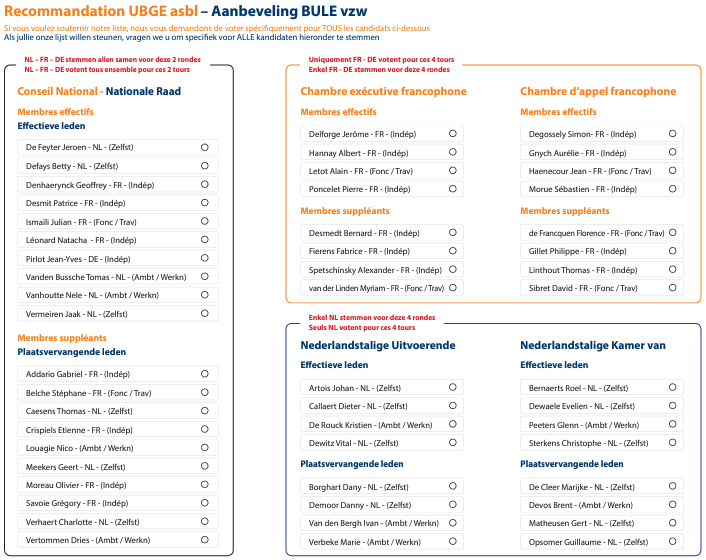 Recommandation UBGE asbl – Aanbeveling BULE vzw
Si vous voulez souternir notre liste, nous vous demandons de voter spécifiquement pour TOUS les candidats ci-dessous
Als jullie onze lijst willen steunen, vragen we u om specifiek voor ALLE kandidaten hieronder te stemmen
NL – FR – DE stemmen allen samen voor deze 2 rondes
NL – FR – DE votent tous ensemble pour ces 2 tours
Conseil National - Nationale Raad
Membres effectifs
Effectieve leden
De Feyter Jeroen - NL - (Zelfst)
Defays Betty - NL - (Zelfst)
Denhaerynck Geoffrey - FR - (Indép)
Desmit Patrice - FR - (Indép)
Ismaili Julian - FR - (Fonc / Trav)
Léonard Natacha - FR - (Indép)
Pirlot Jean-Yves - DE - (Indép)
Vanden Bussche Tomas - NL - (Ambt / Werkn)
Vanhoutte Nele - NL - (Ambt / Werkn)
Vermeiren Jaak - NL - (Zelfst)
Membres suppléants
Plaatsvervangende leden
Addario Gabriel - FR - (Indép)
Belche Stéphane - FR - (Fonc / Trav)
Caesens Thomas - NL - (Zelfst)
Crispiels Etienne - FR - (Indép)
Louagie Nico - (Ambt / Werkn)
Meekers Geert - NL - (Zelfst)
Moreau Olivier - FR - (Indép)
Savoie Grégory - FR - (Indép)
Verhaert Charlotte - NL - (Zelfst)
Vertommen Dries - (Ambt / Werkn)
Uniquement FR - DE votent pour ces 4 tours
Enkel FR - DE stemmen voor deze 4 rondes
Chambre exécutive francophone
Membres effectifs
Delforge Jerôme - FR - (Indép)
Hannay Albert - FR - (Indép)
Letot Alain - FR - (Fonc / Trav)
Poncelet Pierre - FR - (Indép)
Membres suppléants
Desmedt Bernard - FR - (Indép)
Fierens Fabrice - FR - (Indép)
Spetschinsky Alexander - FR - (Indép)
van der Linden Myriam - FR - (Fonc / Trav)
Chambre d'appel francophone
Membres effectifs
Degossely Simon- FR - (Indép)
Gnych Aurélie - FR - (Indép)
Haenecour Jean - FR - (Fonc / Trav)
Morue Sébastien - FR - (Indép)
Membres suppléants
de Francquen Florence - FR - (Fonc / Trav)
Gillet Philippe - FR - (Indép)
Linthout Thomas - FR - (Indép)
Sibret David - FR - (Fonc / Trav)
Enkel NL stemmen voor deze 4 rondes
Seuls NL votent pour ces 4 tours
Nederlandstalige Uitvoerende
Effectieve leden
Artois Johan - NL - (Zelfst)
Callaert Dieter - NL - (Zelfst)
De Rouck Kristien - (Ambt / Werkn)
Dewitz Vital - NL - (Zelfst)
Plaatsvervangende leden
Borghart Dany - NL - (Zelfst)
Demoor Danny - NL - (Zelfst)
Van den Bergh Ivan - (Ambt / Werkn)
Verbeke Marie - (Ambt / Werkn)
Nederlandstalige Kamer van
Effectieve leden
Bernaerts Roel - NL - (Zelfst)
Dewaele Evelien - NL - (Zelfst)
Peeters Glenn - (Ambt / Werkn)
Sterkens Christophe - NL - (Zelfst)
Plaatsvervangende leden
De Cleer Marijke - NL - (Zelfst)
Devos Brent - (Ambt / Werkn)
Matheusen Gert - NL - (Zelfst)
Opsomer Guillaume - NL - (Zelfst)